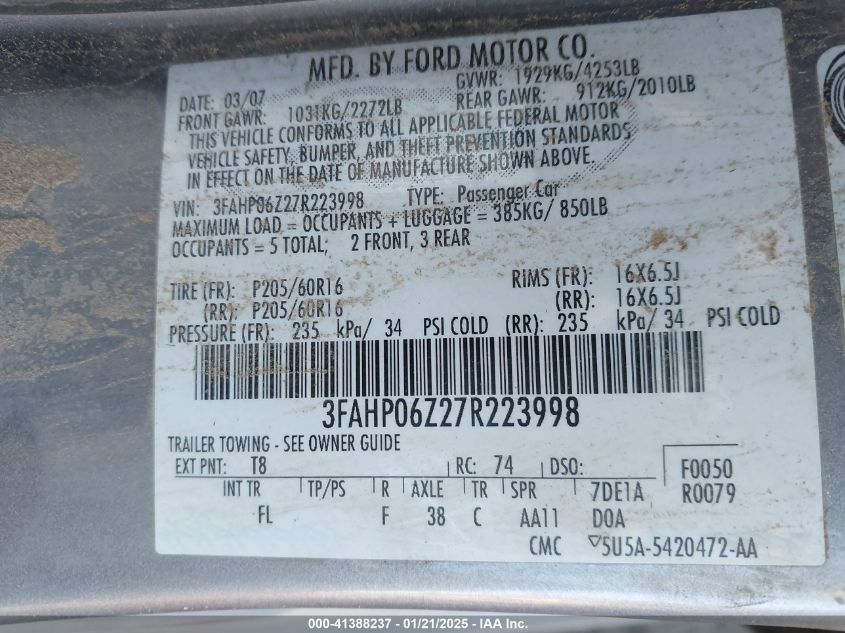 MFD. BY FORD MOTOR CO.
DATE: 03/07 GVWR: 1929KG/4253LB
FRONT GAWR: 1031KG/2272LB REAR GAWR: 912KG/2010LB
THIS VEHICLE CONFORMS TO ALL APPLICABLE FEDERAL MOTOR
VEHICLE SAFETY, BUMPER, AND THEFT PREVENTION STANDARDS
IN EFFECT ON THE DATE OF MANUFACTURE SHOWN ABOVE.
VIN: 3FAHP06Z27R223998 TYPE: Passenger Car
MAXIMUM LOAD = OCCUPANTS + LUGGAGE = 385KG/ 850LB
OCCUPANTS = 5 TOTAL; 2 FRONT, 3 REAR
TIRE (FR): P205/60R16 RIMS (FR): 16X6.5J
(RR): P205/60R16 (RR): 16X6.5J
PRESSURE (FR): 235 kPa/ 34 PSI COLD (RR): 235 kPa/ 34 PSI COLD
3FAHP06Z27R223998
TRAILER TOWING - SEE OWNER GUIDE
EXT PNT: T8 RC: 74 DSO: F0050
INT TR TP/PS R AXLE TR SPR 7DE1A R0079
FL F 38 C AA11 D0A
CMC ▽5U5A-5420472-AA
000-41388237 - 01/21/2025 - IAA Inc.